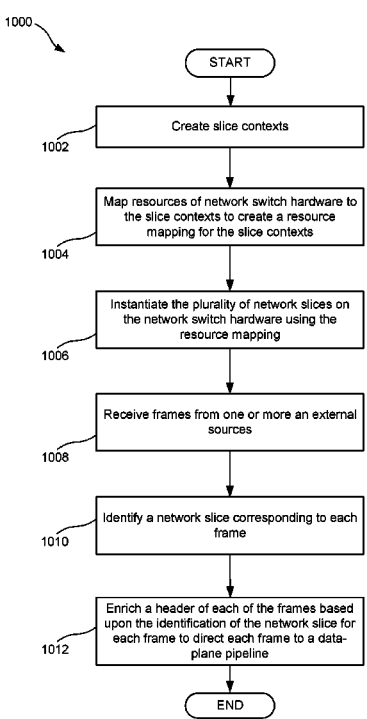 1000
START
Create slice contexts
1002
Map resources of network switch hardware to
the slice contexts to create a resource
mapping for the slice contexts
1004
Instantiate the plurality of network slices on
the network switch hardware using the
resource mapping
1006
Receive frames from one or more an external
sources
1008
Identify a network slice corresponding to each
frame
1010
Enrich a header of each of the frames based
upon the identification of the network slice for
each frame to direct each frame to a data-
plane pipeline
1012
END